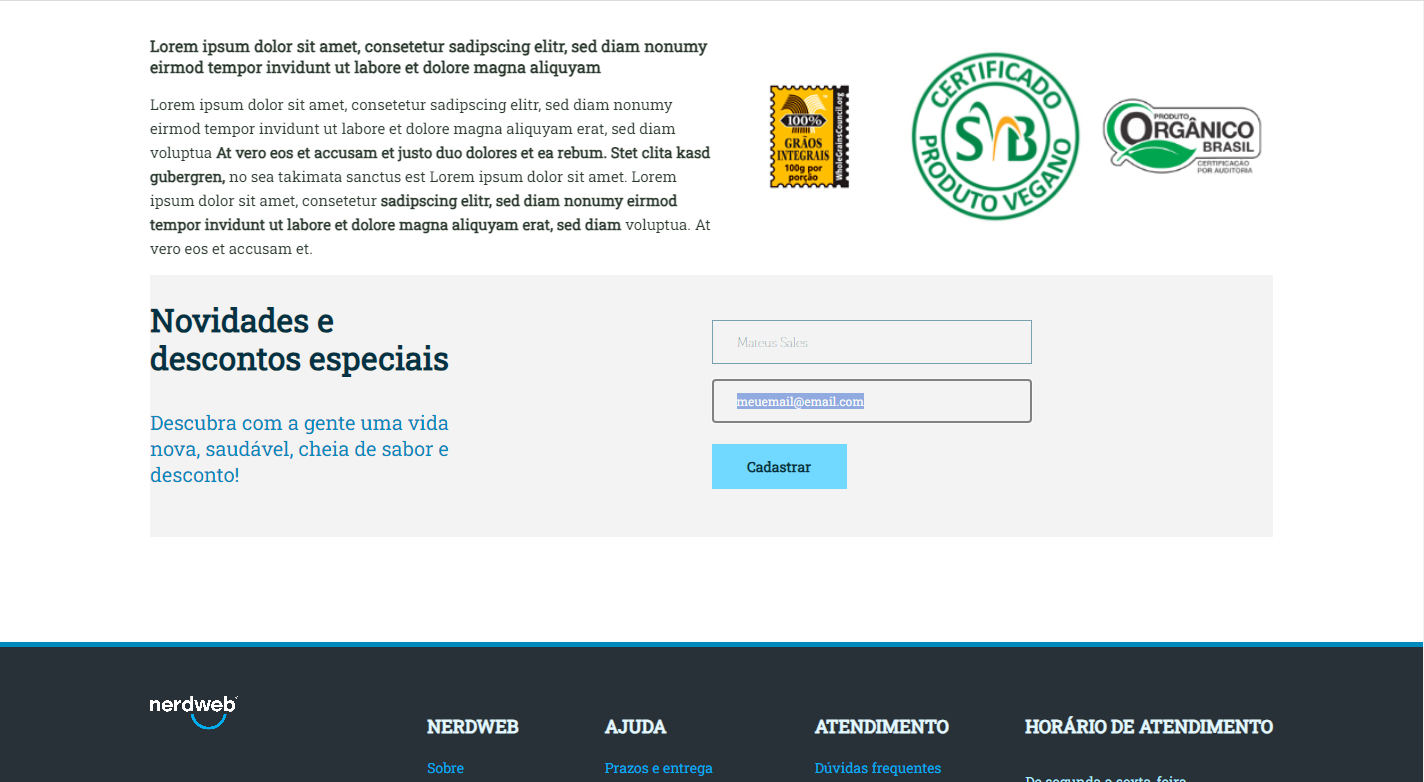 Lorem ipsum dolor sit amet, consetetur sadipscing elitr, sed diam nonumy
eirmod tempor invidunt ut labore et dolore magna aliquyam
Lorem ipsum dolor sit amet, consetetur sadipscing elitr, sed diam nonumy
eirmod tempor invidunt ut labore et dolore magna aliquyam erat, sed diam
voluptua At vero eos et accusam et justo duo dolores et ea rebum. Stet clita kasd
gubergren, no sea takimata sanctus est Lorem ipsum dolor sit amet. Lorem
ipsum dolor sit amet, consetetur sadipscing elitr, sed diam nonumy eirmod
tempor invidunt ut labore et dolore magna aliquyam erat, sed diam voluptua. At
vero eos et accusam et.
100%
GRÃOS
INTEGRAIS
100g por
porção
WholeGrainsCouncil.org
CERTIFICADO
SVB
PRODUTO VEGANO
PRODUTO
ORGÂNICO
BRASIL
CERTIFICAÇÃO
POR AUDITORIA
Novidades e
descontos especiais
Descubra com a gente uma vida
nova, saudável, cheia de sabor e
desconto!
Mateus Sales
meuemail@email.com
Cadastrar
nerdweb
NERDWEB
Sobre
AJUDA
Prazos e entrega
ATENDIMENTO
Dúvidas frequentes
HORÁRIO DE ATENDIMENTO
De segunda a sexta-feira